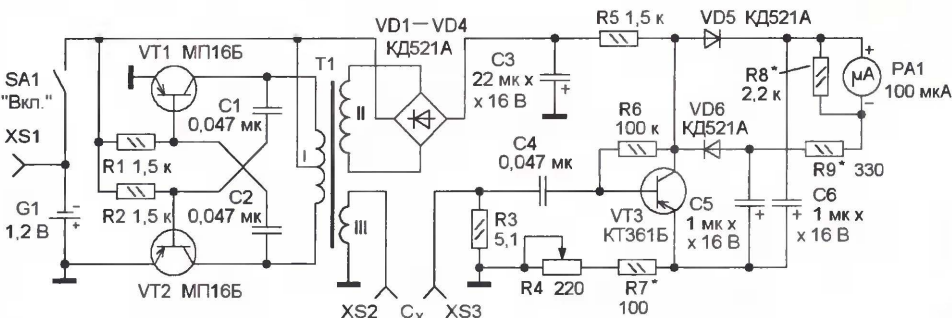 VD1—VD4
КД521А
R5 1,5 к
VD5
КД521А
VT1 МП16Б
T1
SA1
"Вкл."
C1
0,047 мк
C3
22 мк х
х 16 В
R8*
2,2 к
μА
PA1
100 мкА
+
−
XS1
R1 1,5 к
I
II
C4
0,047 мк
R6
100 к
VD6
КД521А
R9* 330
G1
1,2 В
R2 1,5 к
C2
0,047 мк
III
R3
5,1
VT3
КТ361Б
C5
1 мк х
х 16 В
C6
1 мк х
х 16 В
VT2 МП16Б
R4
220
R7*
100
XS2
Cx
XS3